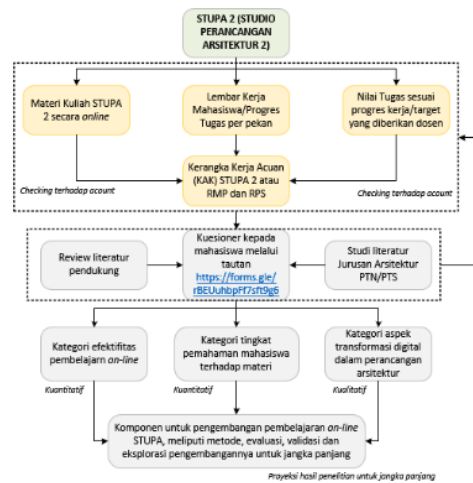 STUPA 2 (STUDIO
PERANCANGAN
ARSITEKTUR 2)
Materi Kuliah STUPA
2 secara online
Lembar Kerja
Mahasiswa/Progres
Tugas per pekan
Nilai Tugas sesuai
progres kerja/target
yang diberikan dosen
Kerangka Kerja Acuan
(KAK) STUPA 2 atau
RMP dan RPS
Checking terhadap acount
Checking terhadap acount
Review literatur
pendukung
Kuesioner kepada
mahasiswa melalui
tautan
https://forms.gle/
rBEUuhbpFf7sft9g6
Studi literatur
Jurusan Arsitektur
PTN/PTS
Kategori efektifitas
pembelajarn on-line
Kategori tingkat
pemahaman mahasiswa
terhadap materi
Kategori aspek
transformasi digital
dalam perancangan
arsitektur
Kuantitatif
Kuantitatif
Kualitatif
Komponen untuk pengembangan pembelajaran on-line
STUPA, meliputi metode, evaluasi, validasi dan
eksplorasi pengembangannya untuk jangka panjang
Proyeksi hasil penelitian untuk jangka panjang